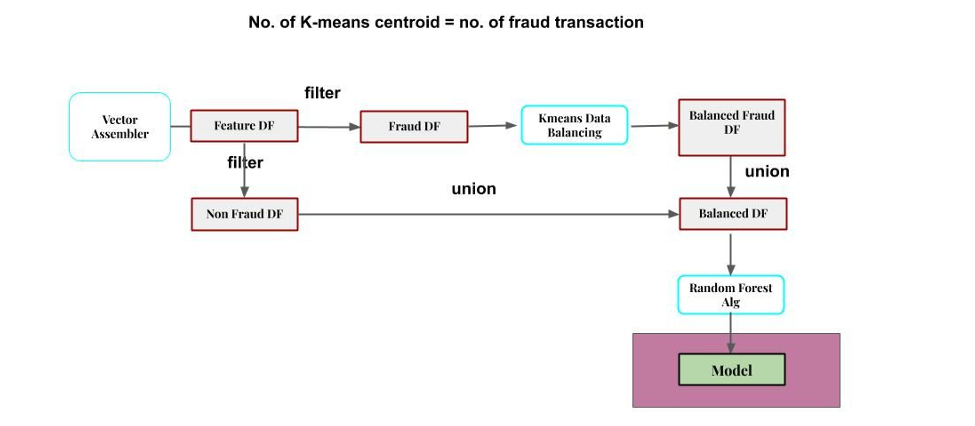 No. of K-means centroid = no. of fraud transaction
filter
Vector
Assembler
Feature DF
Fraud DF
Kmeans Data
Balancing
Balanced Fraud
DF
filter
union
union
Non Fraud DF
Balanced DF
Random Forest
Alg
Model